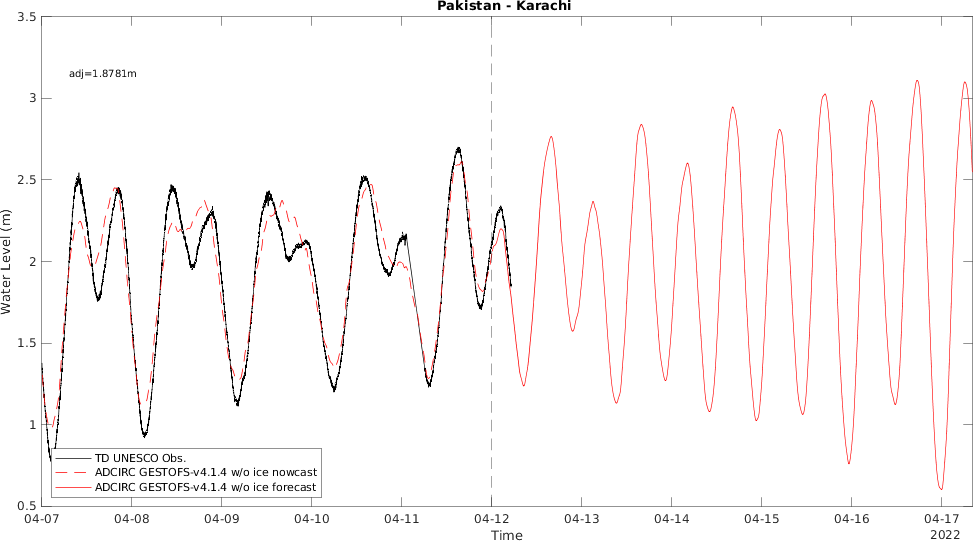 Pakistan - Karachi
3.5
3
2.5
2
1.5
1
0.5
Water Level (m)
adj=1.8781m
TD UNESCO Obs.
ADCIRC GESTOFS-v4.1.4 w/o ice nowcast
ADCIRC GESTOFS-v4.1.4 w/o ice forecast
04-07 04-08 04-09 04-10 04-11 04-12 04-13 04-14 04-15 04-16 04-17
Time
2022